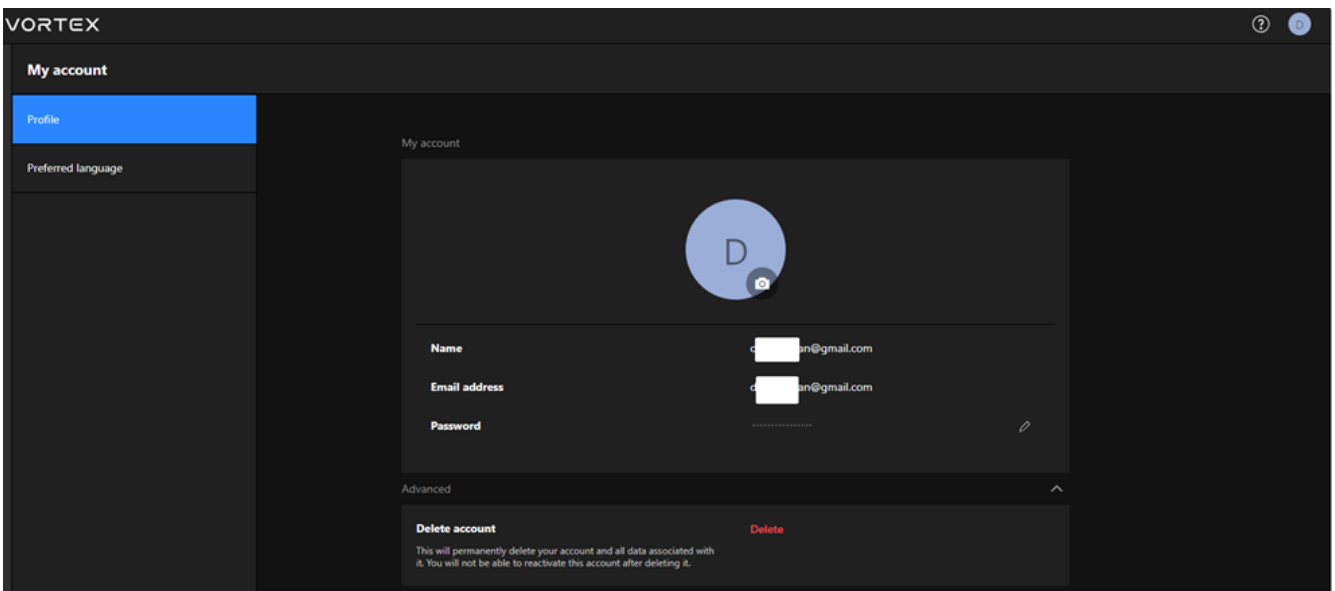 VORTEX
D
My account
Profile
Preferred language
My account
D
Name
d an@gmail.com
Email address
d an@gmail.com
Password
Advanced
Delete account
Delete
This will permanently delete your account and all data associated with
it. You will not be able to reactivate this account after deleting it.